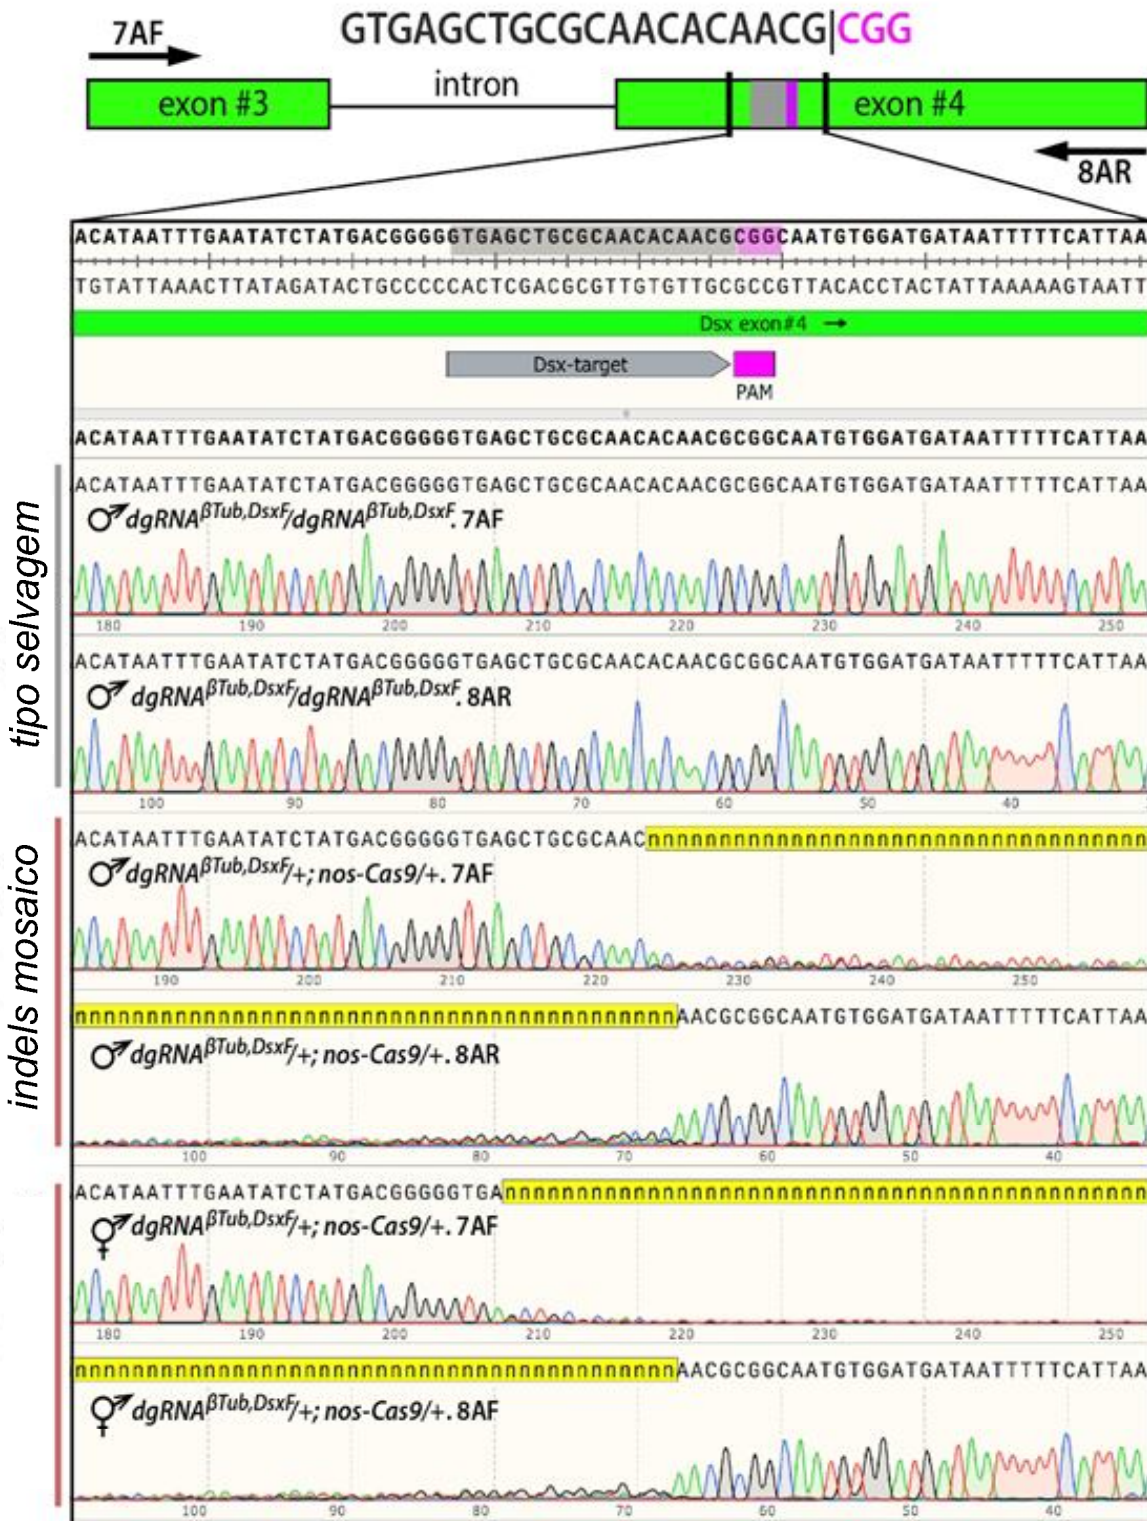 7AF
GTGAGCTGCGCAACACAACG|CGG
exon #3
intron
exon #4
8AR
ACATAATTTGAATATCTATGACGGGGGTGAGCTGCGCAACACAACGCGGCAATGTGGATGATAATTTTTCATTAA
TGTATTAAACTTATAGATACTGCCCCCACTCGACGCGTTGTGTTGCGCCGTTACACCTACTATTAAAAAGTAATT
Dsx exon#4 →
Dsx-target
PAM
ACATAATTTGAATATCTATGACGGGGGTGAGCTGCGCAACACAACGCGGCAATGTGGATGATAATTTTTCATTAA
tipo selvagem
ACATAATTTGAATATCTATGACGGGGGTGAGCTGCGCAACACAACGCGGCAATGTGGATGATAATTTTTCATTAA
♂dgRNAβTub,DsxF/dgRNAβTub,DsxF. 7AF
180 190 200 210 220 230 240 250
ACATAATTTGAATATCTATGACGGGGGTGAGCTGCGCAACACAACGCGGCAATGTGGATGATAATTTTTCATTAA
♂dgRNAβTub,DsxF/dgRNAβTub,DsxF. 8AR
100 90 80 70 60 50 40
indels mosaico
ACATAATTTGAATATCTATGACGGGGGTGAGCTGCGCAACnnnnnnnnnnnnnnnnnnnnnnnnnnnnnnnnnnn
♂dgRNAβTub,DsxF/+; nos-Cas9/+. 7AF
190 200 210 220 230 240 250
nnnnnnnnnnnnnnnnnnnnnnnnnnnnnnnnnnnnnnnnnnAACGCGGCAATGTGGATGATAATTTTTCATTAA
♂dgRNAβTub,DsxF/+; nos-Cas9/+. 8AR
100 90 80 70 60 50 40
ACATAATTTGAATATCTATGACGGGGGTGAnnnnnnnnnnnnnnnnnnnnnnnnnnnnnnnnnnnnnnnnnnnnn
⚥dgRNAβTub,DsxF/+; nos-Cas9/+. 7AF
180 190 200 210 220 230 240 250
nnnnnnnnnnnnnnnnnnnnnnnnnnnnnnnnnnnnnnnnnnAACGCGGCAATGTGGATGATAATTTTTCATTAA
⚥dgRNAβTub,DsxF/+; nos-Cas9/+. 8AF
100 90 80 70 60 50 40